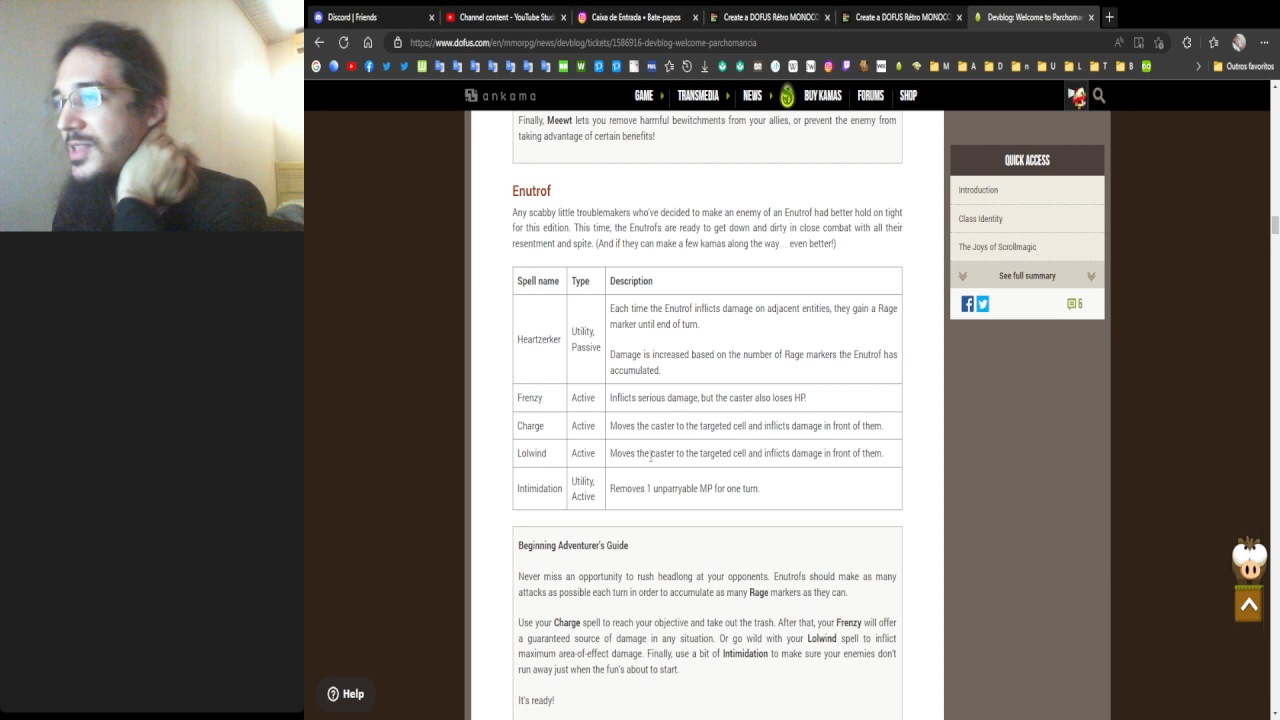 Discord | Friends
Channel content - YouTube Stu
Caixa de Entrada • Bate-papos
Create a DOFUS Rétro MONOCO
Create a DOFUS Rétro MONOCO
Devblog: Welcome to Parchoma
https://www.dofus.com/en/mmorpg/news/devblog/tickets/1586916-devblog-welcome-parchomancia
M A D n U L T B Outros favoritos
ankama
GAME TRANSMEDIA NEWS BUY KAMAS FORUMS SHOP
Finally, Meewt lets you remove harmful bewitchments from your allies, or prevent the enemy from
taking advantage of certain benefits!
Enutrof
Any scabby little troublemakers who've decided to make an enemy of an Enutrof had better hold on tight
for this edition. This time, the Enutrofs are ready to get down and dirty in close combat with all their
resentment and spite. (And if they can make a few kamas along the way... even better!)
Spell name Type Description
Heartzerker
Utility,
Passive
Each time the Enutrof inflicts damage on adjacent entities, they gain a Rage
marker until end of turn.
Damage is increased based on the number of Rage markers the Enutrof has
accumulated.
Frenzy Active Inflicts serious damage, but the caster also loses HP.
Charge Active Moves the caster to the targeted cell and inflicts damage in front of them.
Lolwind Active Moves the caster to the targeted cell and inflicts damage in front of them.
Intimidation
Utility,
Active
Removes 1 unparryable MP for one turn.
Beginning Adventurer's Guide
Never miss an opportunity to rush headlong at your opponents. Enutrofs should make as many
attacks as possible each turn in order to accumulate as many Rage markers as they can.
Use your Charge spell to reach your objective and take out the trash. After that, your Frenzy will offer
a guaranteed source of damage in any situation. Or go wild with your Lolwind spell to inflict
maximum area-of-effect damage. Finally, use a bit of Intimidation to make sure your enemies don't
run away just when the fun's about to start.
It's ready!
QUICK ACCESS
Introduction
Class Identity
The Joys of Scrollmagic
See full summary
6
Help